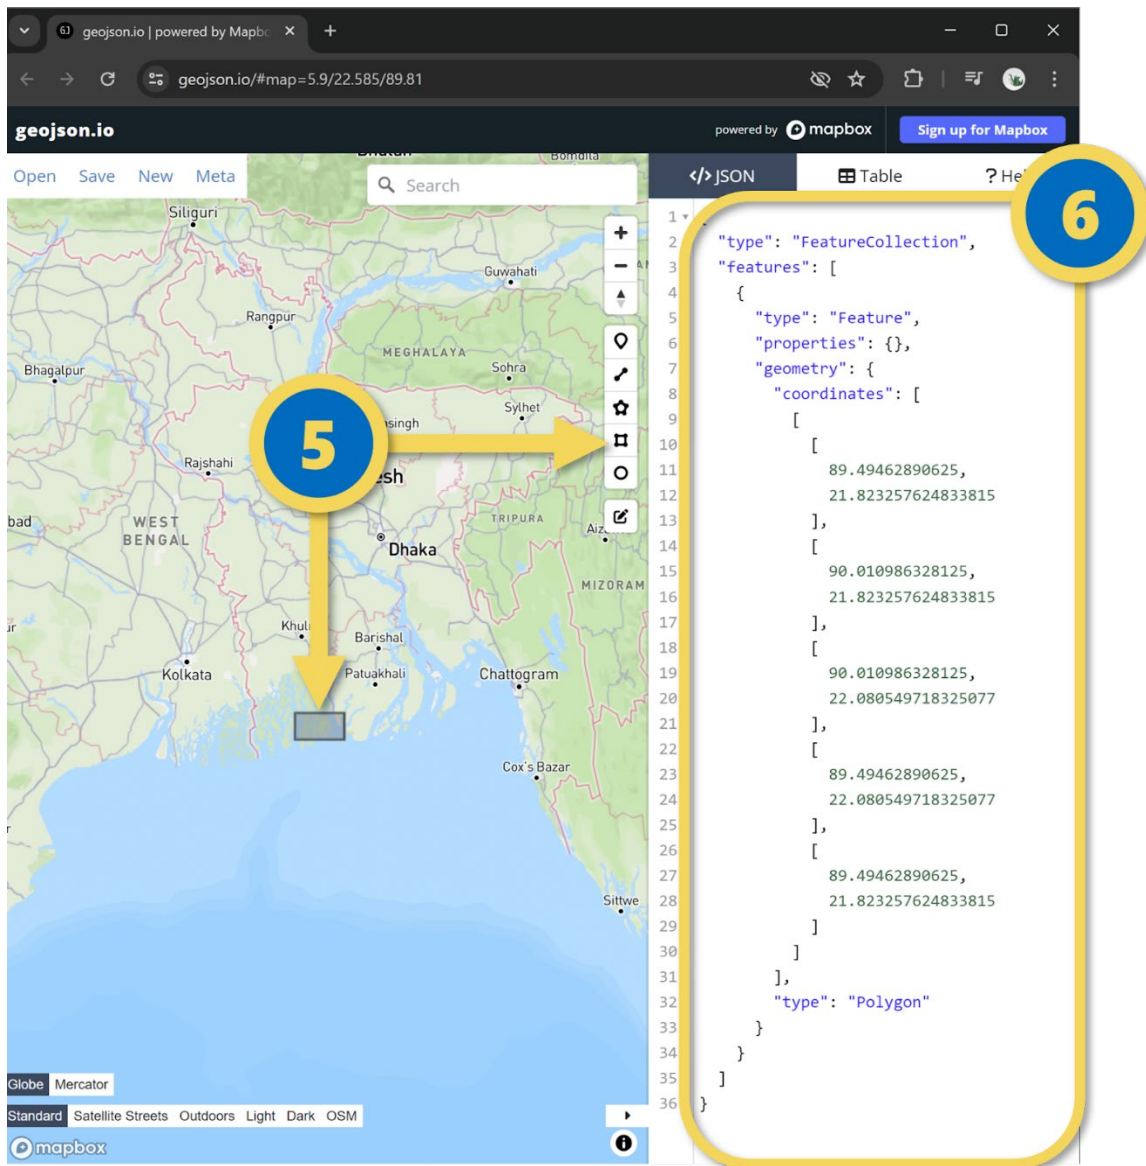 geojson.io | powered by Mapbo
geojson.io/#map=5.9/22.585/89.81
geojson.io
powered by mapbox
Sign up for Mapbox
Open Save New Meta
Search
</> JSON
Table
? He
6
Bomdila
Siliguri
Guwahati
Rangpur
MEGHALAYA
Bhagalpur
Sohra
Sylhet
singh
5
Rajshahi
esh
TRIPURA
WEST
BENGAL
Dhaka
MIZORAM
Barishal
Kolkata
Patuakhali
Chattogram
Cox's Bazar
Sittwe
Globe Mercator
Standard Satellite Streets Outdoors Light Dark OSM
mapbox
1
2 "type": "FeatureCollection",
3 "features": [
4 {
5 "type": "Feature",
6 "properties": {},
7 "geometry": {
8 "coordinates": [
9 [
10 [
11 89.49462890625,
12 21.823257624833815
13 ],
14 [
15 90.010986328125,
16 21.823257624833815
17 ],
18 [
19 90.010986328125,
20 22.080549718325077
21 ],
22 [
23 89.49462890625,
24 22.080549718325077
25 ],
26 [
27 89.49462890625,
28 21.823257624833815
29 ]
30 ]
31 ],
32 "type": "Polygon"
33 }
34 }
35 ]
36 }